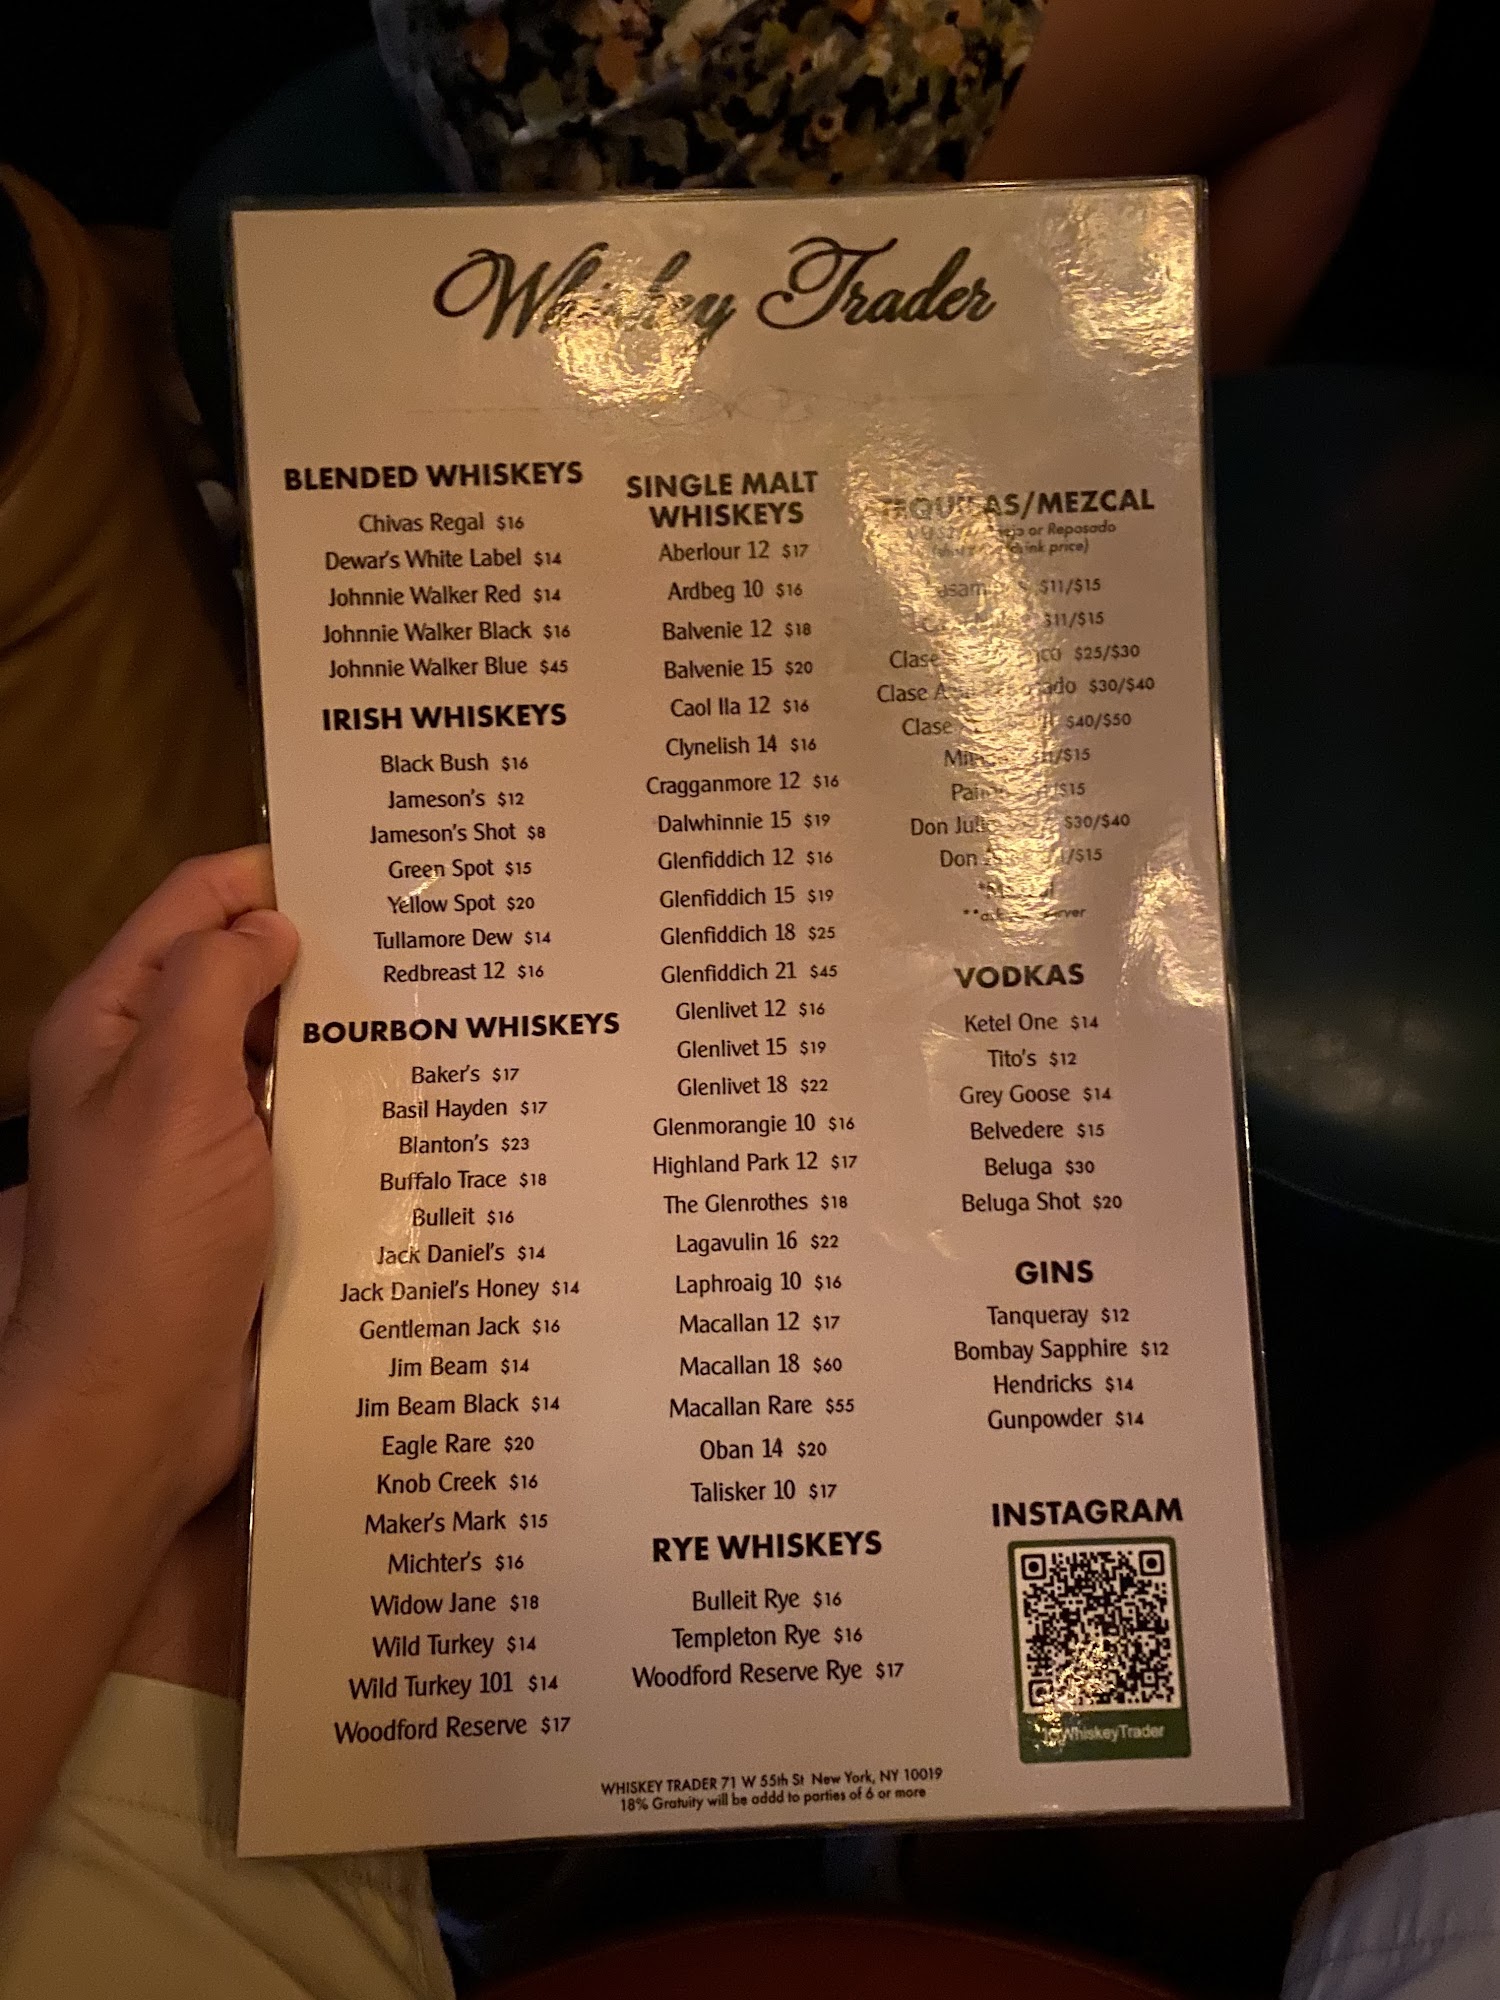 Whiskey Trader
BLENDED WHISKEYS
Chivas Regal $16
Dewar's White Label $14
Johnnie Walker Red $14
Johnnie Walker Black $16
Johnnie Walker Blue $45
IRISH WHISKEYS
Black Bush $16
Jameson's $12
Jameson's Shot $8
Green Spot $15
Yellow Spot $20
Tullamore Dew $14
Redbreast 12 $16
BOURBON WHISKEYS
Baker's $17
Basil Hayden $17
Blanton's $23
Buffalo Trace $18
Bulleit $16
Jack Daniel's $14
Jack Daniel's Honey $14
Gentleman Jack $16
Jim Beam $14
Jim Beam Black $14
Eagle Rare $20
Knob Creek $16
Maker's Mark $15
Michter's $16
Widow Jane $18
Wild Turkey $14
Wild Turkey 101 $14
Woodford Reserve $17
SINGLE MALT
WHISKEYS
Aberlour 12 $17
Ardbeg 10 $16
Balvenie 12 $18
Balvenie 15 $20
Caol Ila 12 $16
Clynelish 14 $16
Cragganmore 12 $16
Dalwhinnie 15 $19
Glenfiddich 12 $16
Glenfiddich 15 $19
Glenfiddich 18 $25
Glenfiddich 21 $45
Glenlivet 12 $16
Glenlivet 15 $19
Glenlivet 18 $22
Glenmorangie 10 $16
Highland Park 12 $17
The Glenrothes $18
Lagavulin 16 $22
Laphroaig 10 $16
Macallan 12 $17
Macallan 18 $60
Macallan Rare $55
Oban 14 $20
Talisker 10 $17
RYE WHISKEYS
Bulleit Rye $16
Templeton Rye $16
Woodford Reserve Rye $17
TEQUILAS/MEZCAL
or Reposado
price)
$11/$15
$11/$15
Clase $25/$30
Clase $30/$40
Clase $40/$50
Don $30/$40
Don
VODKAS
Ketel One $14
Tito's $12
Grey Goose $14
Belvedere $15
Beluga $30
Beluga Shot $20
GINS
Tanqueray $12
Bombay Sapphire $12
Hendricks $14
Gunpowder $14
INSTAGRAM
WhiskeyTrader
WHISKEY TRADER 71 W 55th St New York, NY 10019
18% Gratuity will be addd to parties of 6 or more